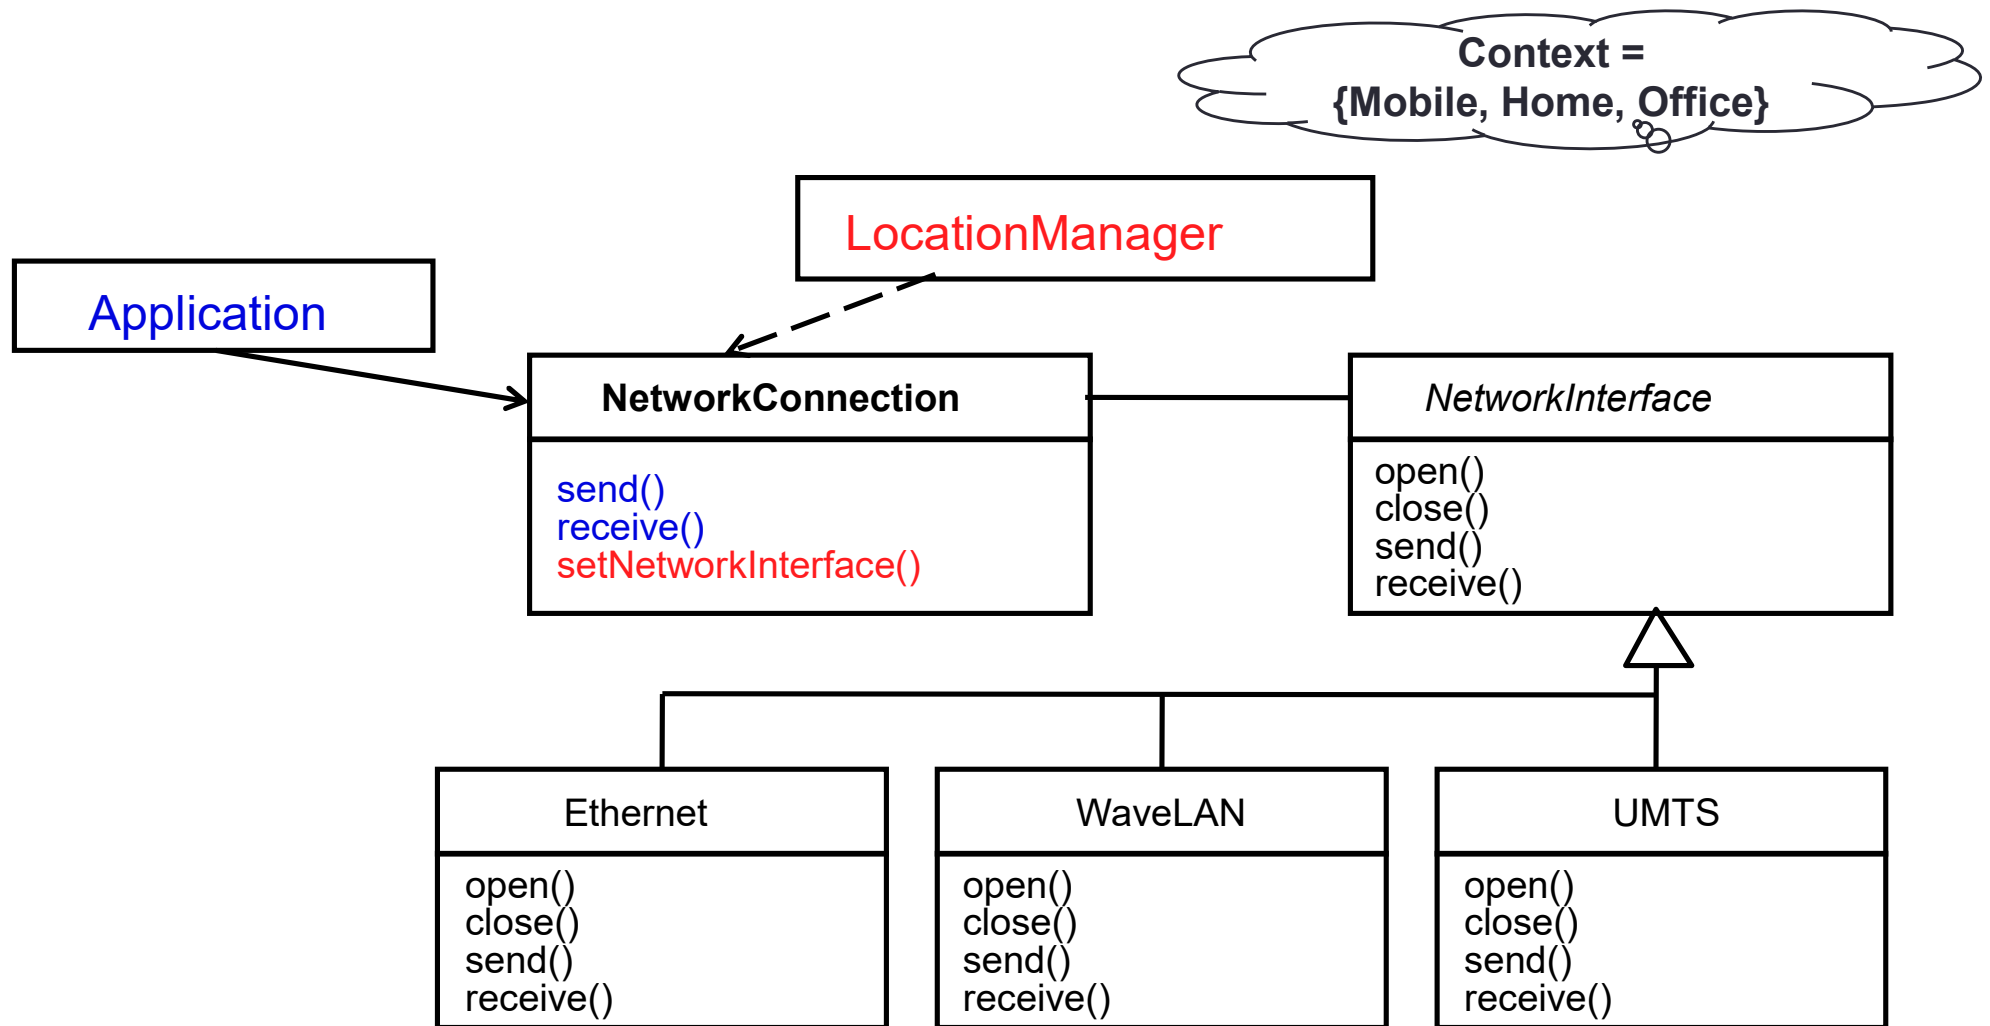 Context =
{Mobile, Home, Office}
LocationManager
Application
NetworkConnection
send()
receive()
setNetworkInterface()
NetworkInterface
open()
close()
send()
receive()
Ethernet
open()
close()
send()
receive()
WaveLAN
open()
close()
send()
receive()
UMTS
open()
close()
send()
receive()